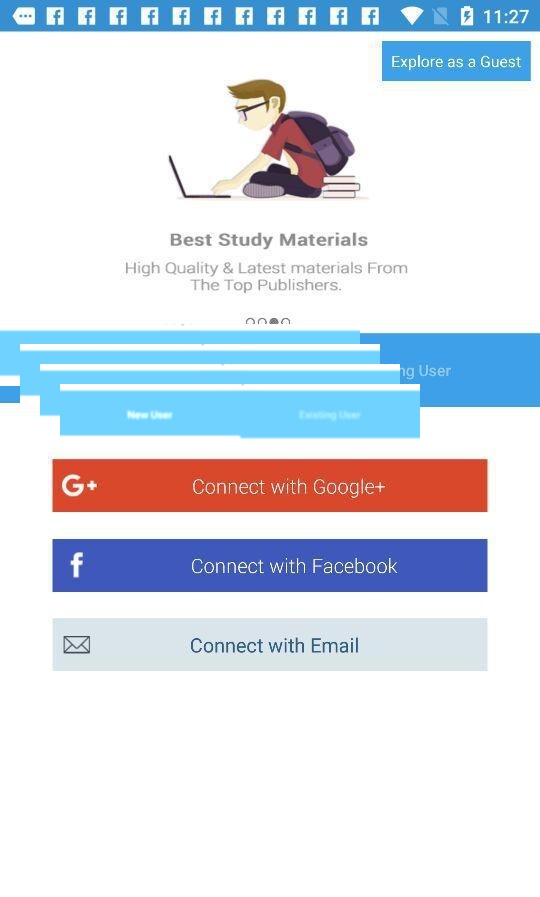 11:27
Explore as a Guest
Best Study Materials
High Quality & Latest materials From
The Top Publishers.
ng User
New User
Existing User
G+ Connect with Google+
f Connect with Facebook
Connect with Email